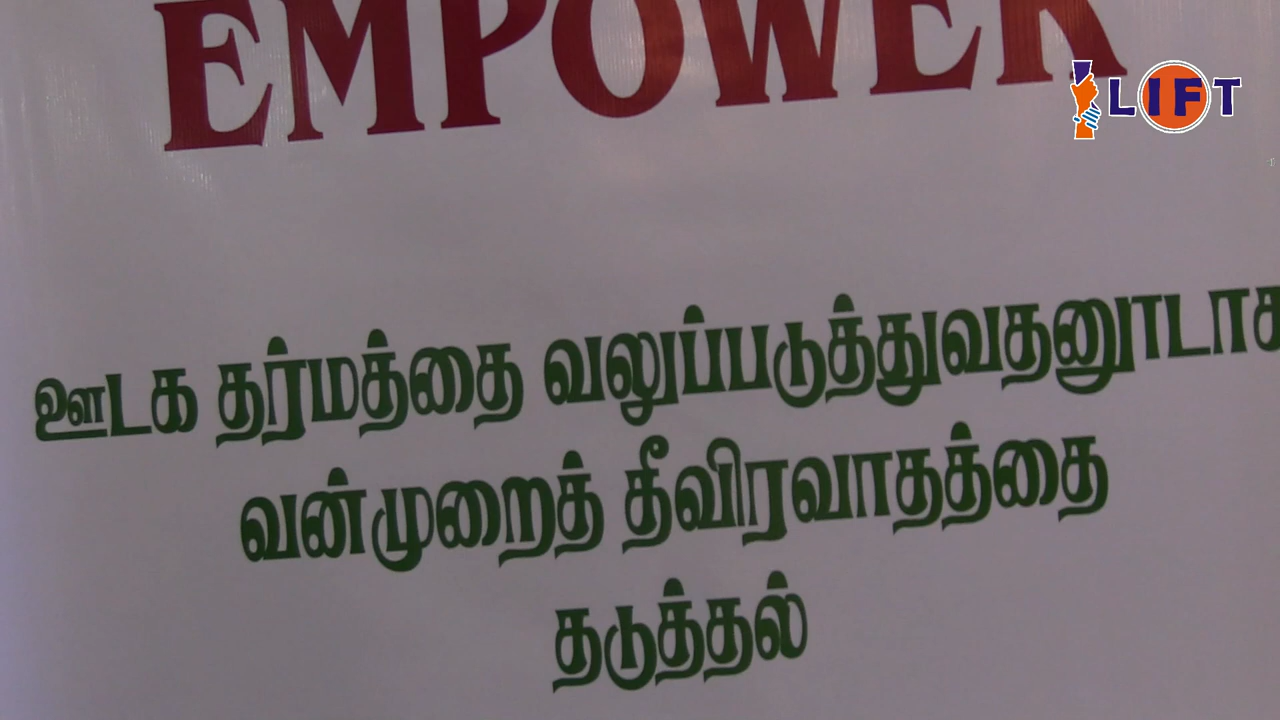 EMPOWER
LIFT
ஊடக தர்மத்தை வலுப்படுத்துவதனூடாக
வன்முறைத் தீவிரவாதத்தை
தடுத்தல்